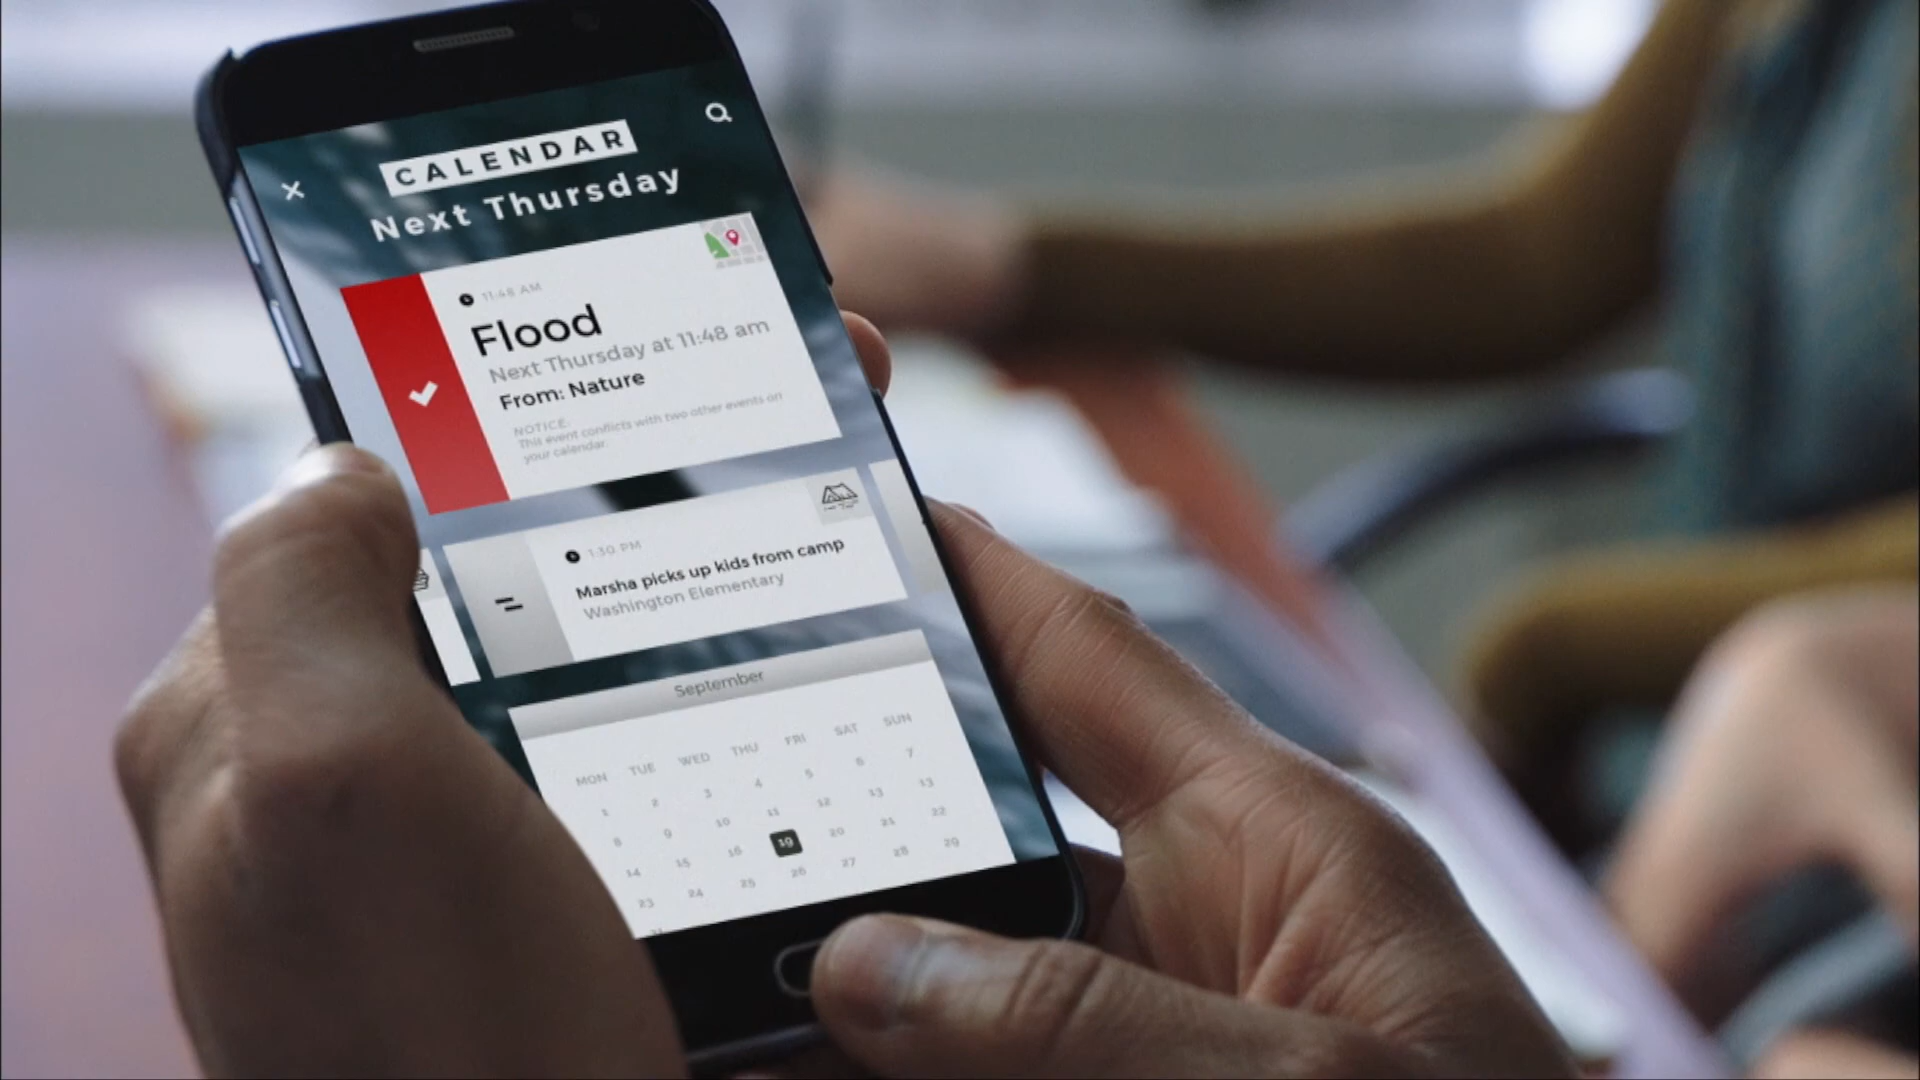 CALENDAR
Next Thursday
11:48 AM
Flood
Next Thursday at 11:48 am
From: Nature
NOTICE:
This event conflicts with two other events on
your calendar.
1:30 PM
Marsha picks up kids from camp
Washington Elementary
September
MON TUE WED THU FRI SAT SUN
1 2 3 4 5 6 7
8 9 10 11 12 13 13
14 15 16 19 20 21 22
23 24 25 26 27 28 29